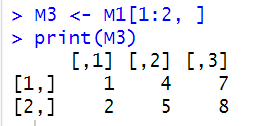 > M3 <- M1[1:2, ]
> print(M3)
     [,1] [,2] [,3]
[1,]    1    4    7
[2,]    2    5    8